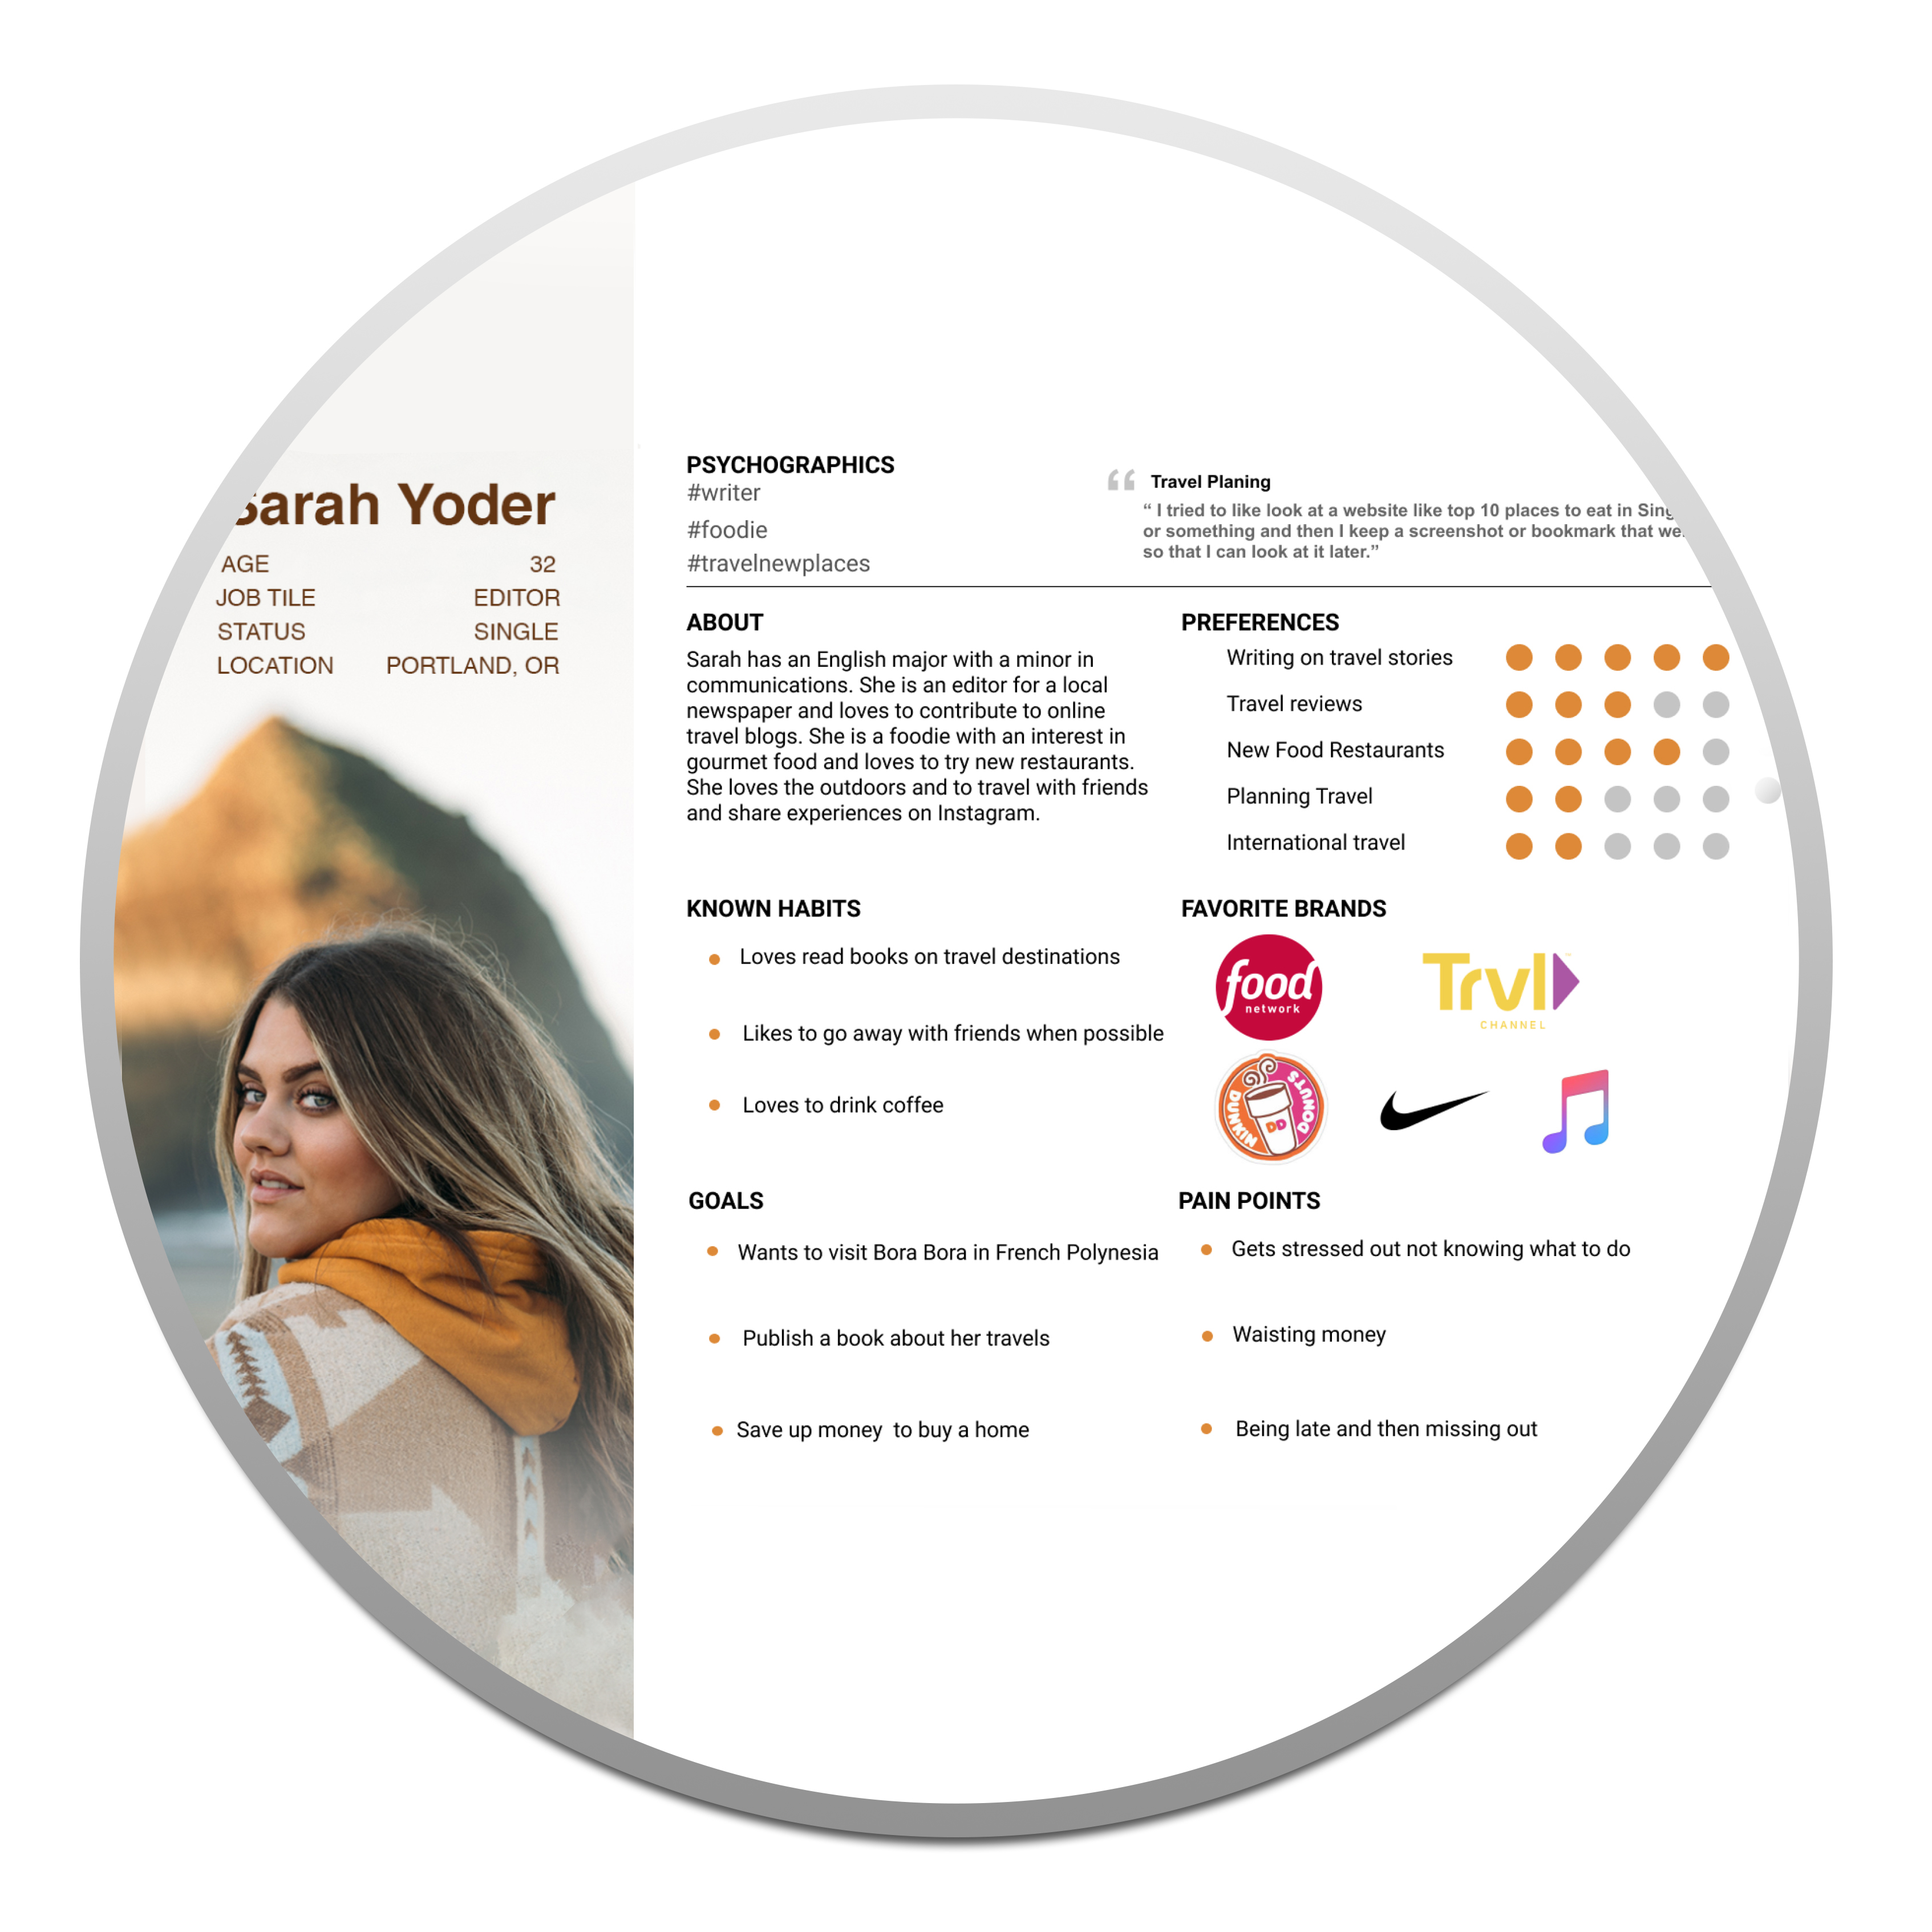 Sarah Yoder
AGE 32
JOB TILE EDITOR
STATUS SINGLE
LOCATION PORTLAND, OR
PSYCHOGRAPHICS
#writer
#foodie
#travelnewplaces
Travel Planing
“ I tried to like look at a website like top 10 places to eat in
or something and then I keep a screenshot or bookmark that
so that I can look at it later.”
ABOUT
Sarah has an English major with a minor in
communications. She is an editor for a local
newspaper and loves to contribute to online
travel blogs. She is a foodie with an interest in
gourmet food and loves to try new restaurants.
She loves the outdoors and to travel with friends
and share experiences on Instagram.
PREFERENCES
Writing on travel stories
Travel reviews
New Food Restaurants
Planning Travel
International travel
KNOWN HABITS
Loves read books on travel destinations
Likes to go away with friends when possible
Loves to drink coffee
FAVORITE BRANDS
food
network
Trvl
CHANNEL
DUNKIN'
DONUTS
DD
GOALS
Wants to visit Bora Bora in French Polynesia
Publish a book about her travels
Save up money to buy a home
PAIN POINTS
Gets stressed out not knowing what to do
Waisting money
Being late and then missing out